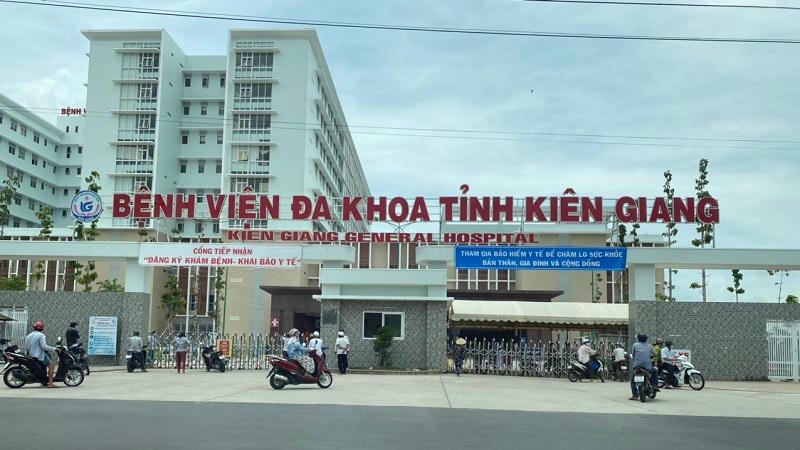 BỆNH V
BỆNH VIỆN ĐA KHOA TỈNH KIÊN GIANG
KIEN GIANG GENERAL HOSPITAL
CỔNG TIẾP NHẬN
"ĐĂNG KÝ KHÁM BỆNH- KHAI BÁO Y TẾ"
THAM GIA BẢO HIỂM Y TẾ ĐỂ CHĂM LO SỨC KHỎE
BẢN THÂN, GIA ĐÌNH VÀ CỘNG ĐỒNG